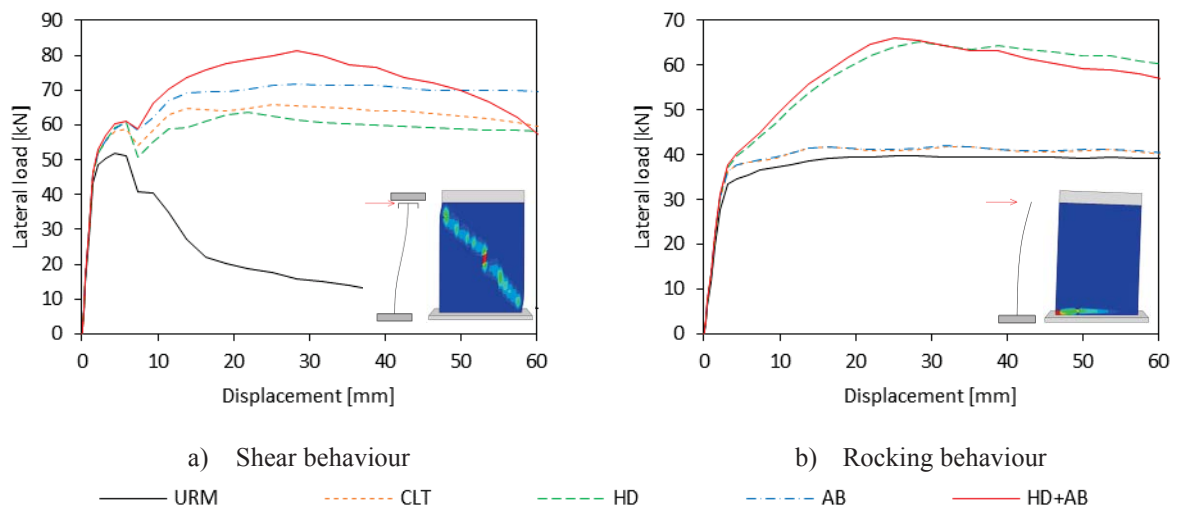 90
80
70
60
50
40
30
20
10
0
Lateral load [kN]
0 10 20 30 40 50 60
Displacement [mm]
70
60
50
40
30
20
10
0
Lateral load [kN]
0 10 20 30 40 50 60
Displacement [mm]
a) Shear behaviour
b) Rocking behaviour
URM CLT HD AB HD+AB